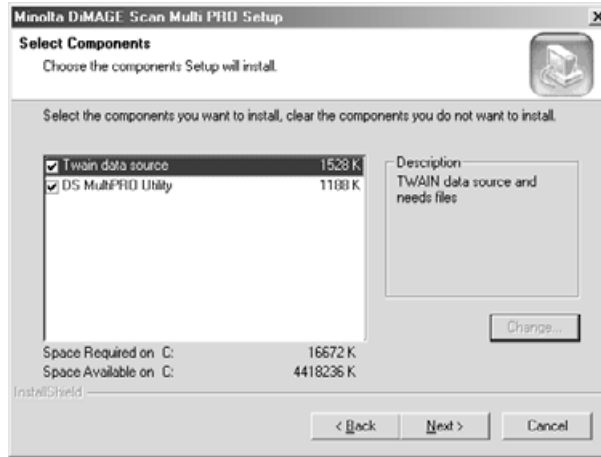 Minolta DiMAGE Scan Multi PRO Setup
Select Components
Choose the components Setup will install.
Select the components you want to install, clear the components you do not want to install.
Twain data source 1528 K
DS MultiPRO Utility 1188 K
Description
TWAIN data source and
needs files
Change...
Space Required on C: 16672 K
Space Available on C: 4418236 K
InstallShield
< Back Next > Cancel